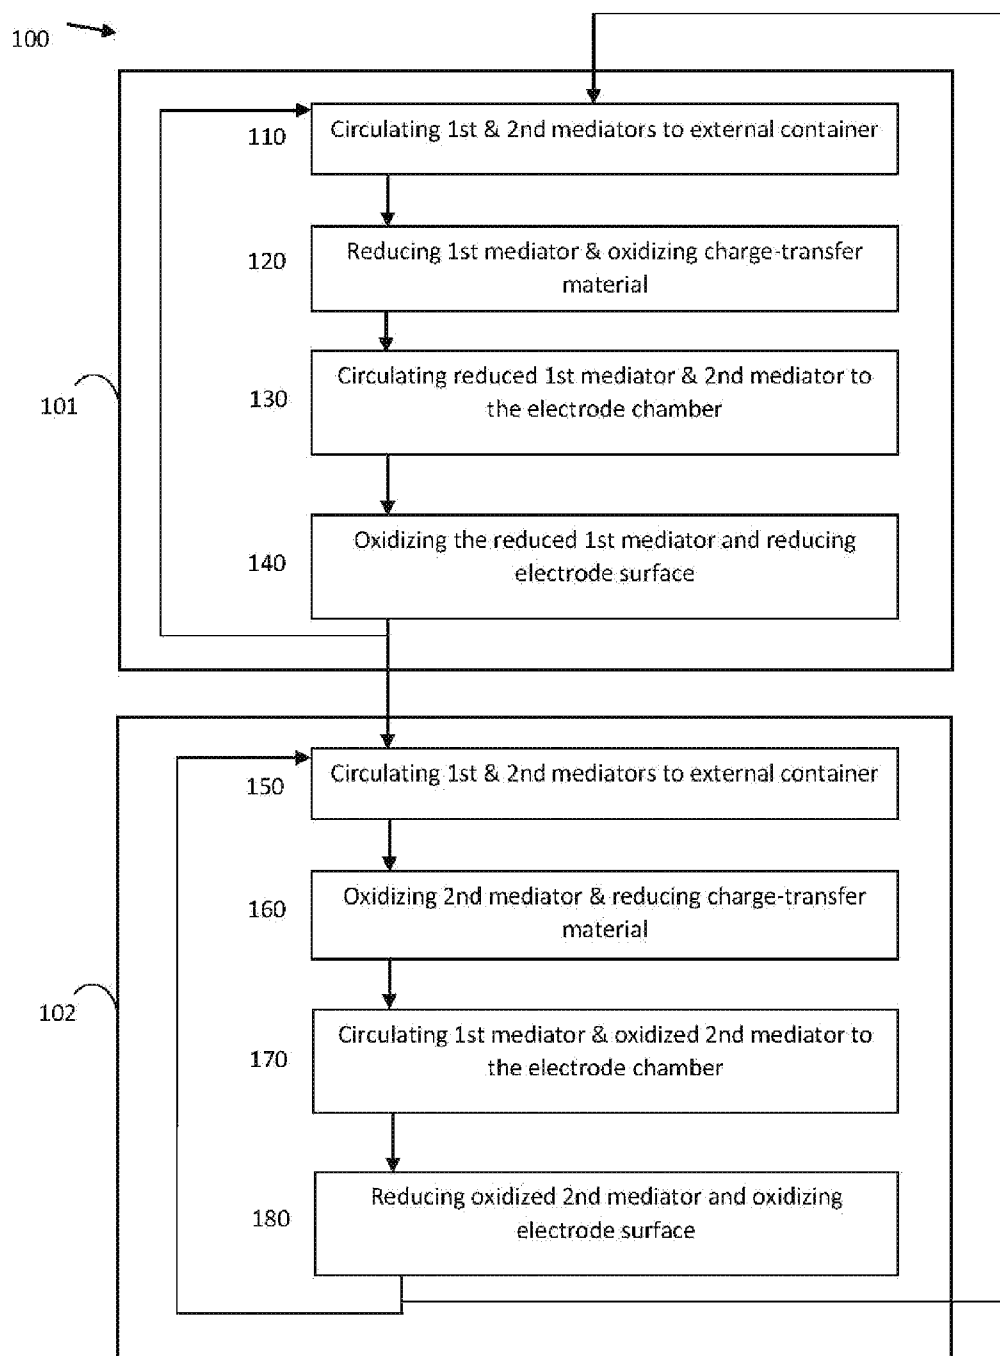 100
110
Circulating 1st & 2nd mediators to external container
120
Reducing 1st mediator & oxidizing charge-transfer
material
130
Circulating reduced 1st mediator & 2nd mediator to
the electrode chamber
101
140
Oxidizing the reduced 1st mediator and reducing
electrode surface
150
Circulating 1st & 2nd mediators to external container
160
Oxidizing 2nd mediator & reducing charge-transfer
material
102
170
Circulating 1st mediator & oxidized 2nd mediator to
the electrode chamber
180
Reducing oxidized 2nd mediator and oxidizing
electrode surface